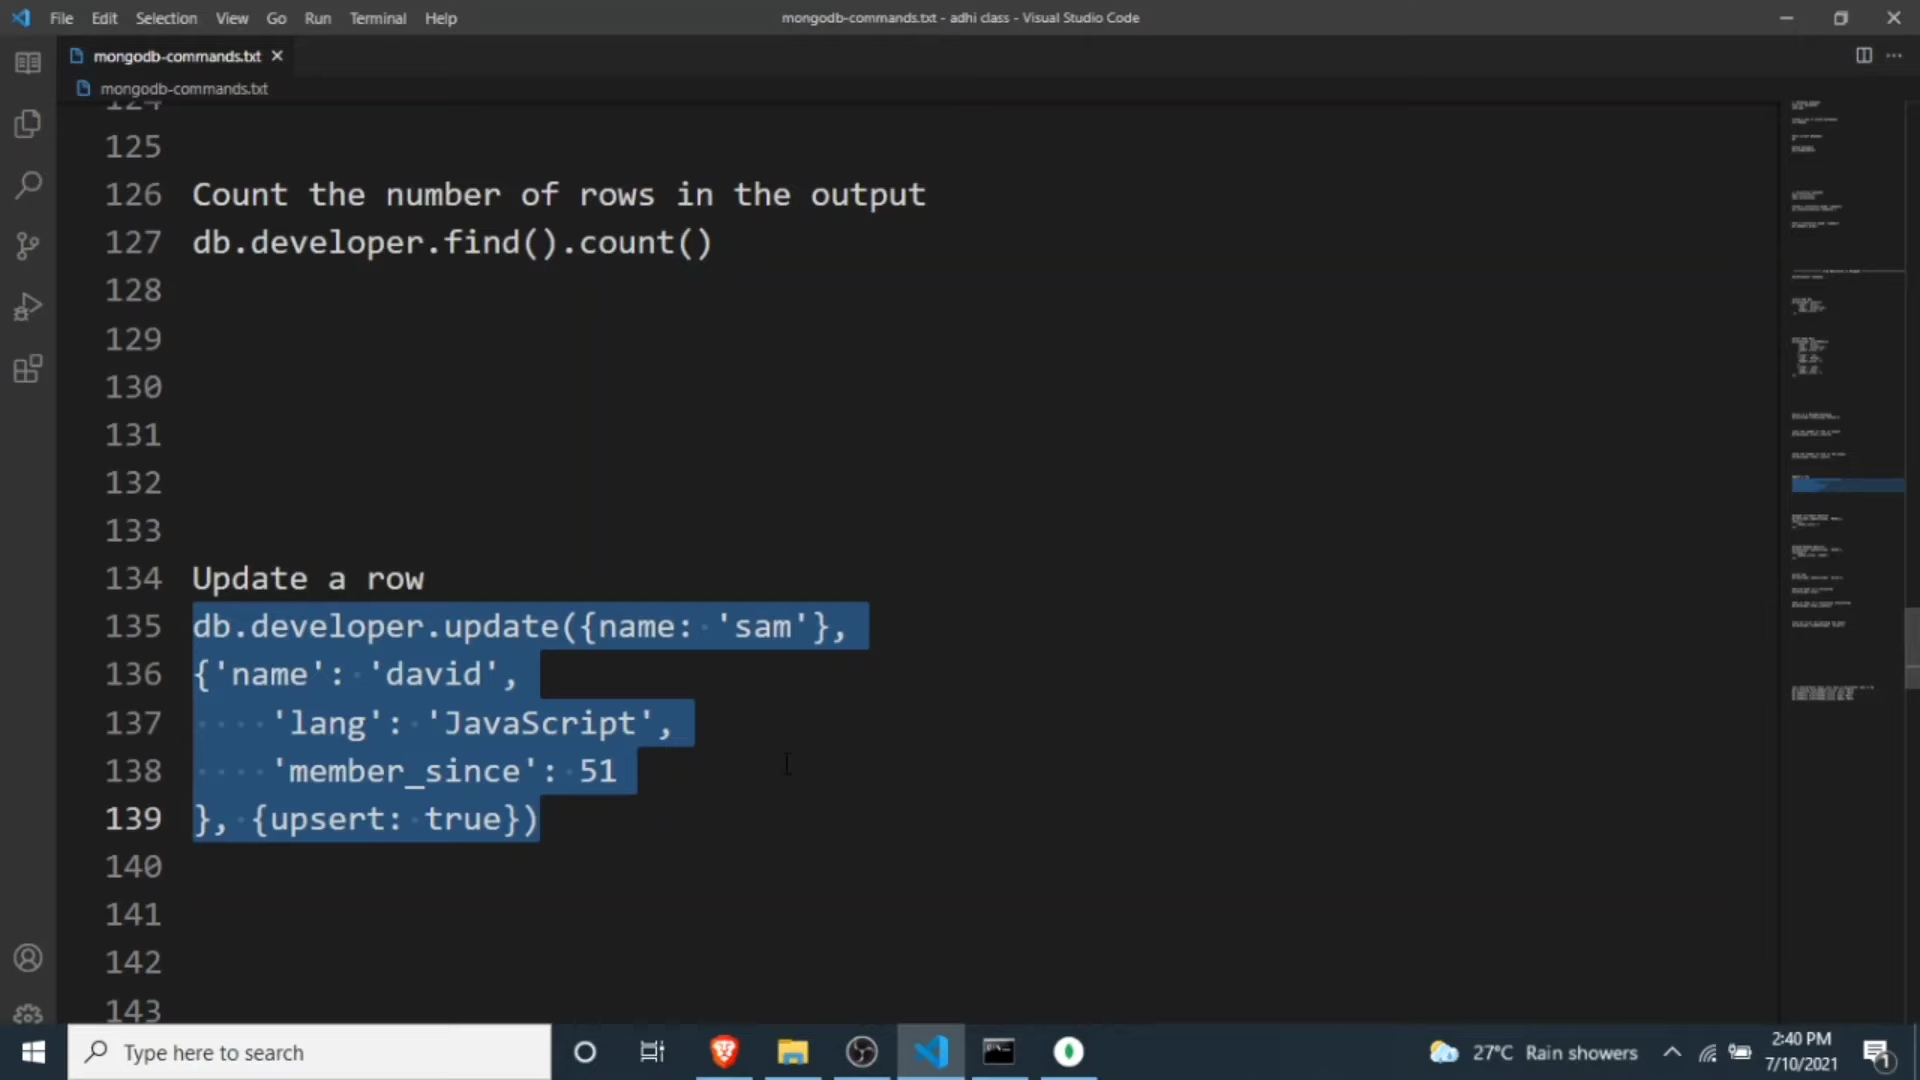 File Edit Selection View Go Run Terminal Help
mongodb-commands.txt - adhi class - Visual Studio Code
mongodb-commands.txt
mongodb-commands.txt
124
125
126 Count the number of rows in the output
127 db.developer.find().count()
128
129
130
131
132
133
134 Update a row
135 db.developer.update({name: 'sam'},
136 {'name': 'david',
137 'lang': 'JavaScript',
138 'member_since': 51
139 }, {upsert: true})
140
141
142
143
Type here to search
27°C Rain showers
2:40 PM
7/10/2021
1